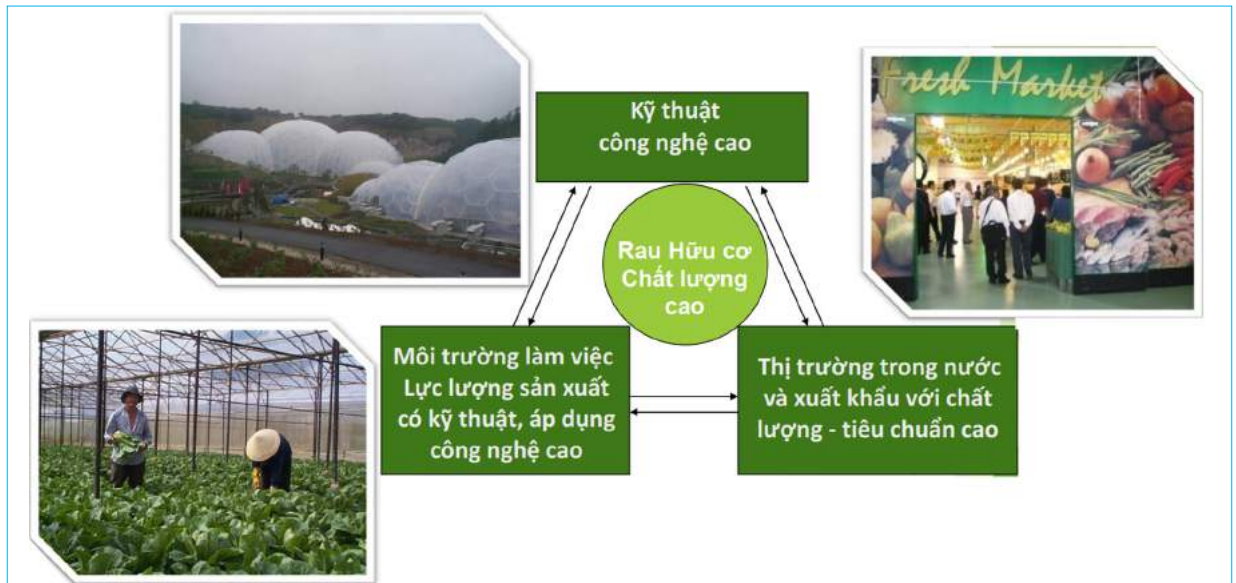 Fresh Market
Kỹ thuật
công nghệ cao
Rau Hữu cơ
Chất lượng
cao
Môi trường làm việc
Lực lượng sản xuất
có kỹ thuật, áp dụng
công nghệ cao
Thị trường trong nước
và xuất khẩu với chất
lượng - tiêu chuẩn cao